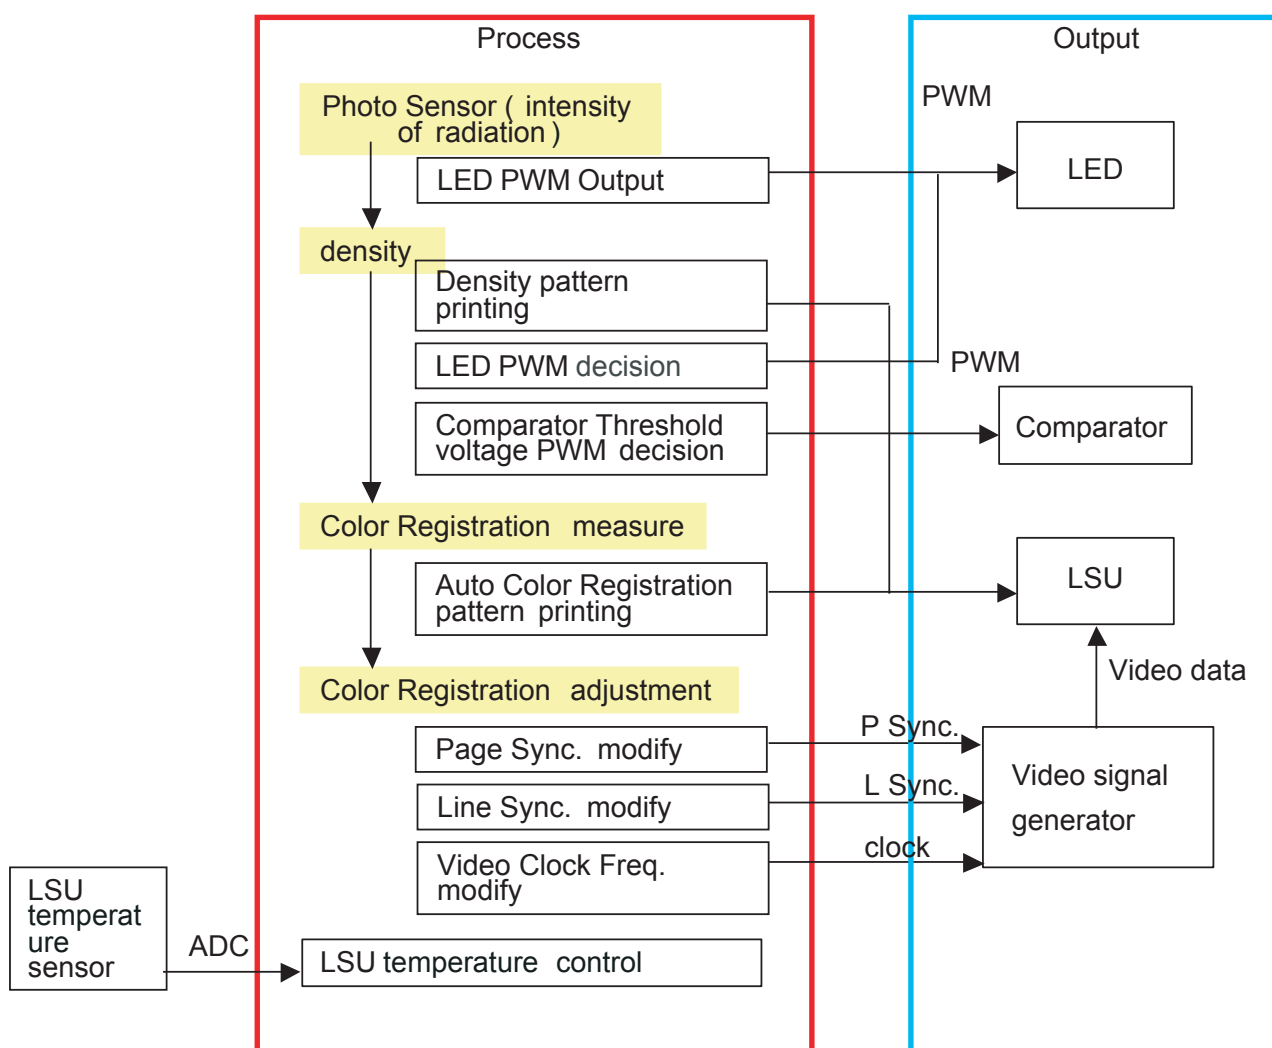 Process
Output
Photo Sensor ( intensity
of radiation )
PWM
LED PWM Output
LED
density
Density pattern
printing
LED PWM decision
PWM
Comparator Threshold
voltage PWM decision
Comparator
Color Registration measure
Auto Color Registration
pattern printing
LSU
Video data
Color Registration adjustment
Page Sync. modify
P Sync.
Line Sync. modify
L Sync.
Video signal
generator
Video Clock Freq.
modify
clock
LSU
temperat
ure
sensor
ADC
LSU temperature control